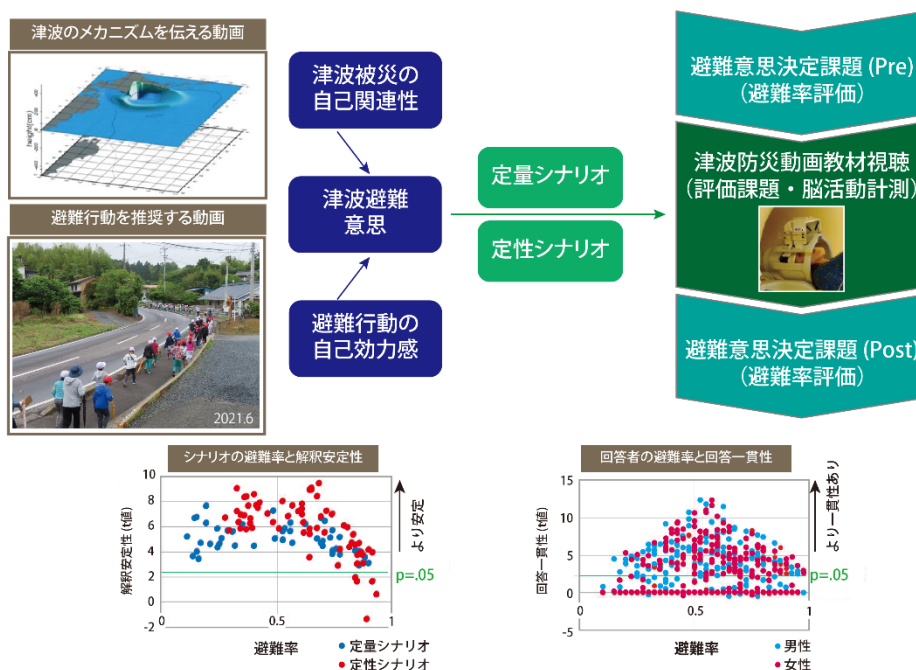 津波のメカニズムを伝える動画
height(cm)
避難行動を推奨する動画
2021.6
津波被災の
自己関連性
津波避難
意思
避難行動の
自己効力感
定量シナリオ
定性シナリオ
避難意思決定課題 (Pre)
(避難率評価)
津波防災動画教材視聴
(評価課題・脳活動計測)
避難意思決定課題 (Post)
(避難率評価)
シナリオの避難率と解釈安定性
解釈安定性 (t値)
10
8
6
4
2
0
-2
0
0.5
1
避難率
より安定
p=.05
定量シナリオ
定性シナリオ
回答者の避難率と回答一貫性
回答一貫性 (t値)
15
10
5
0
-5
0
0.5
1
避難率
より一貫性あり
p=.05
男性
女性